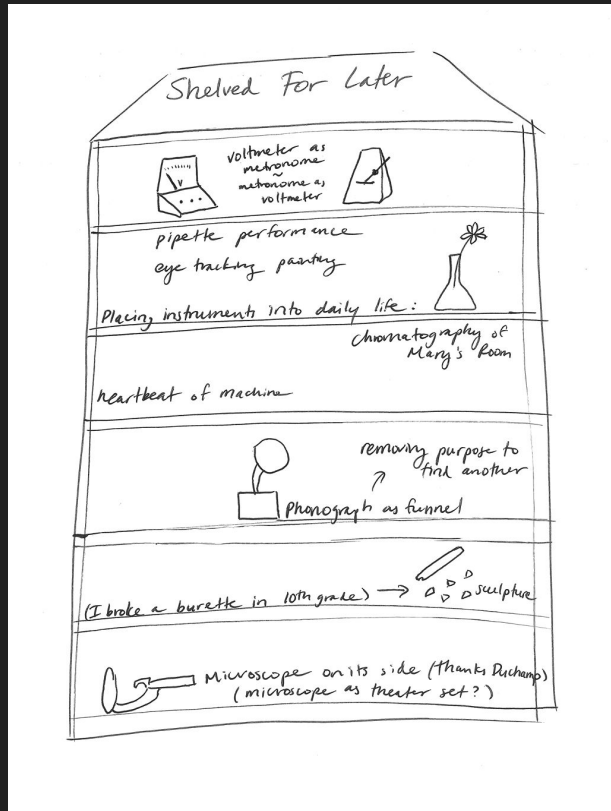 Shelved For Later
voltmeter as
metronome
~
metronome as
voltmeter
V
pipette performance
eye tracking painting
Placing instruments into daily life:
chromatography of
Mary's Room
heartbeat of machine
removing purpose to
find another
Phonograph as funnel
(I broke a burette in 10th grade) → sculpture
Microscope on its side (thanks Duchamp)
(microscope as theater set?)